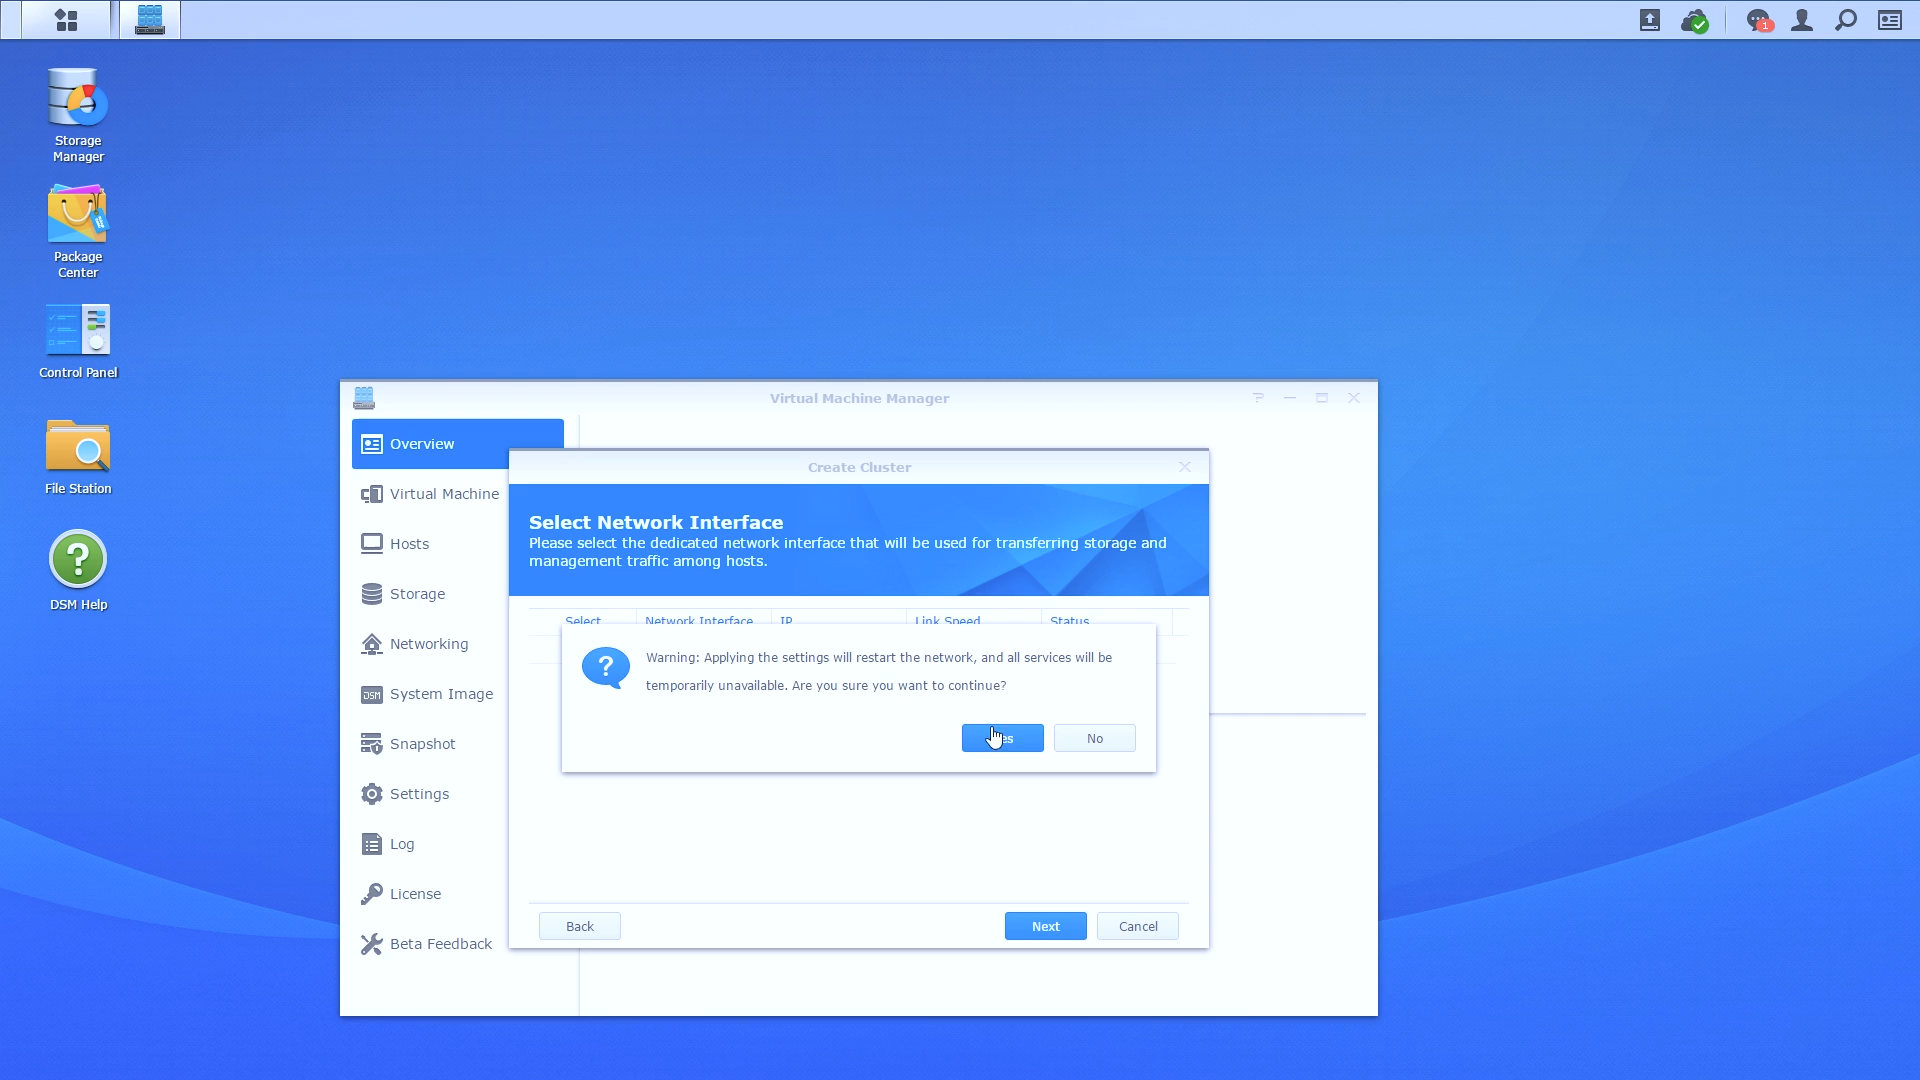 1
Storage
Manager
Package
Center
Control Panel
File Station
DSM Help
Virtual Machine Manager
Overview
Virtual Machine
Hosts
Storage
Networking
DSM
System Image
Snapshot
Settings
Log
License
Beta Feedback
Create Cluster
Select Network Interface
Please select the dedicated network interface that will be used for transferring storage and
management traffic among hosts.
Select Network Interface IP Link Speed Status
Warning: Applying the settings will restart the network, and all services will be
temporarily unavailable. Are you sure you want to continue?
No
Back Next Cancel